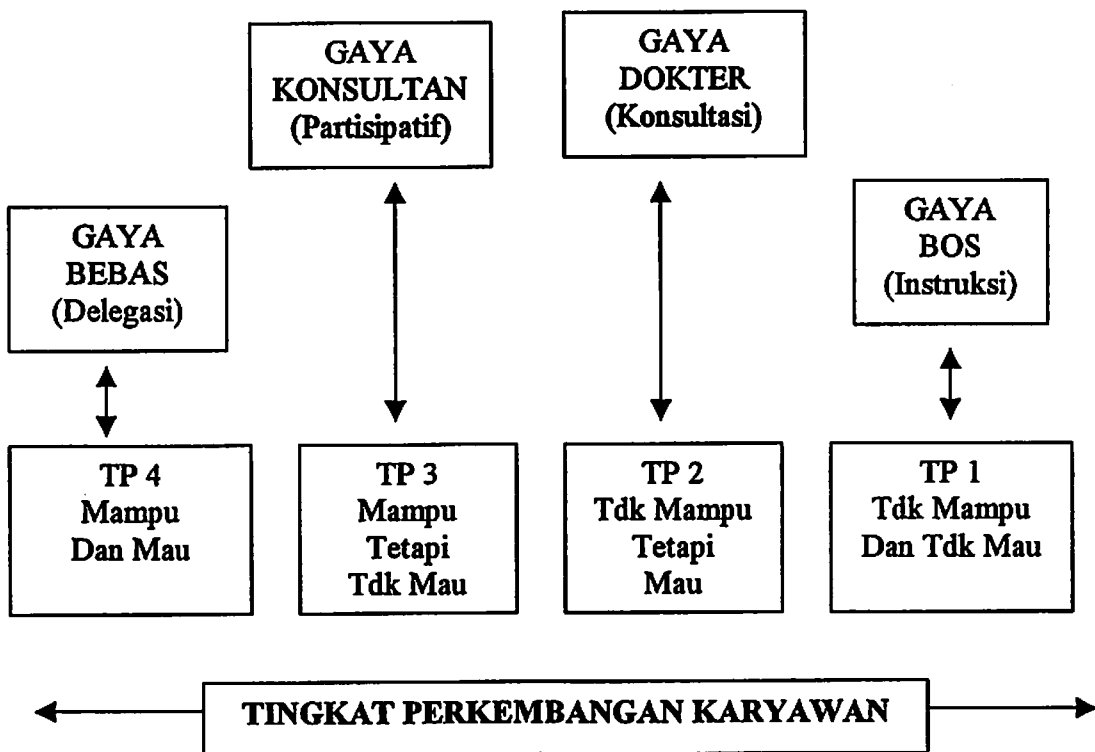 GAYA
KONSULTAN
(Partisipatif)
GAYA
DOKTER
(Konsultasi)
GAYA
BEBAS
(Delegasi)
GAYA
BOS
(Instruksi)
TP 4
Mampu
Dan Mau
TP 3
Mampu
Tetapi
Tdk Mau
TP 2
Tdk Mampu
Tetapi
Mau
TP 1
Tdk Mampu
Dan Tdk Mau
TINGKAT PERKEMBANGAN KARYAWAN